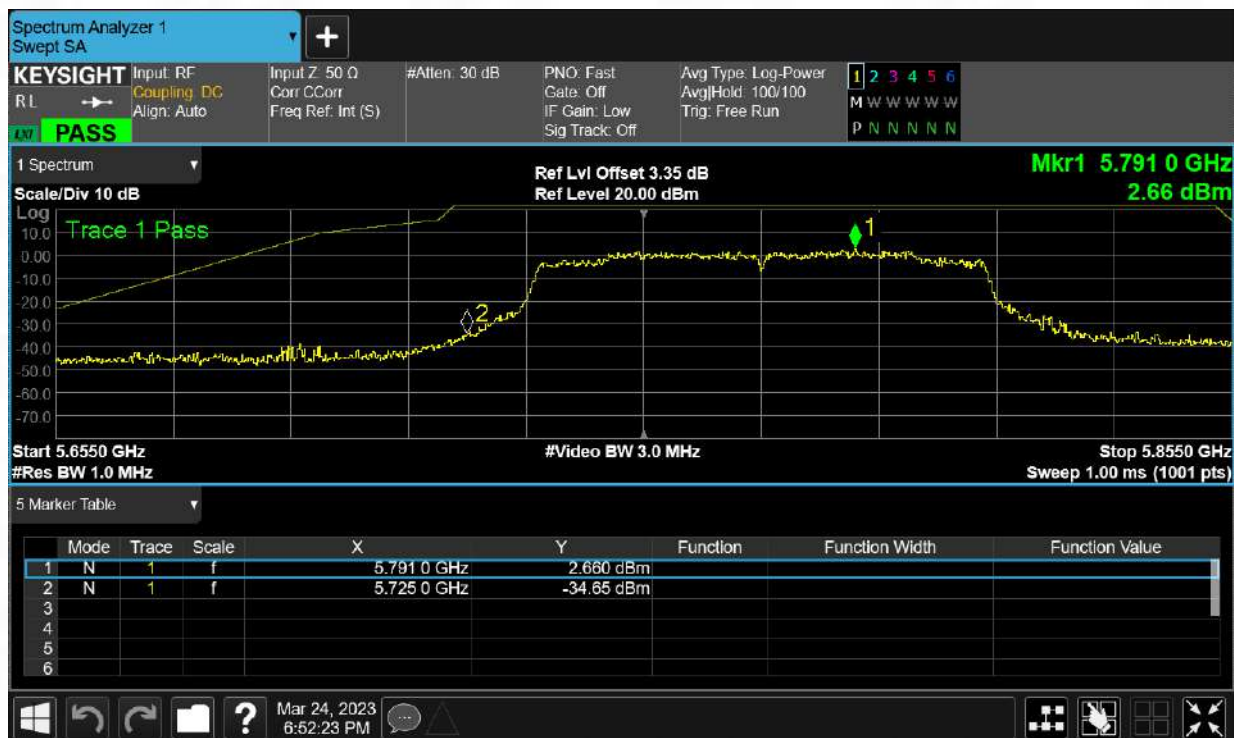 Spectrum Analyzer 1
Swept SA
+
KEYSIGHT Input: RF Input Z: 50 Ω #Atten: 30 dB PNO: Fast Avg Type: Log-Power 1 2 3 4 5 6
RL Coupling: DC Corr CCorr Gate: Off Avg|Hold: 100/100 M W W W W W
Align: Auto Freq Ref: Int (S) IF Gain: Low Trig: Free Run P N N N N N
LXI PASS Sig Track: Off
1 Spectrum Ref Lvl Offset 3.35 dB Mkr1 5.791 0 GHz
Scale/Div 10 dB Ref Level 20.00 dBm 2.66 dBm
Log
Trace 1 Pass
1
10.0
0.00
-10.0
-20.0
2
-30.0
-40.0
-50.0
-60.0
-70.0
Start 5.6550 GHz #Video BW 3.0 MHz Stop 5.8550 GHz
#Res BW 1.0 MHz Sweep 1.00 ms (1001 pts)
5 Marker Table
Mode Trace Scale X Y Function Function Width Function Value
1 N 1 f 5.791 0 GHz 2.660 dBm
2 N 1 f 5.725 0 GHz -34.65 dBm
3
4
5
6
? Mar 24, 2023
6:52:23 PM